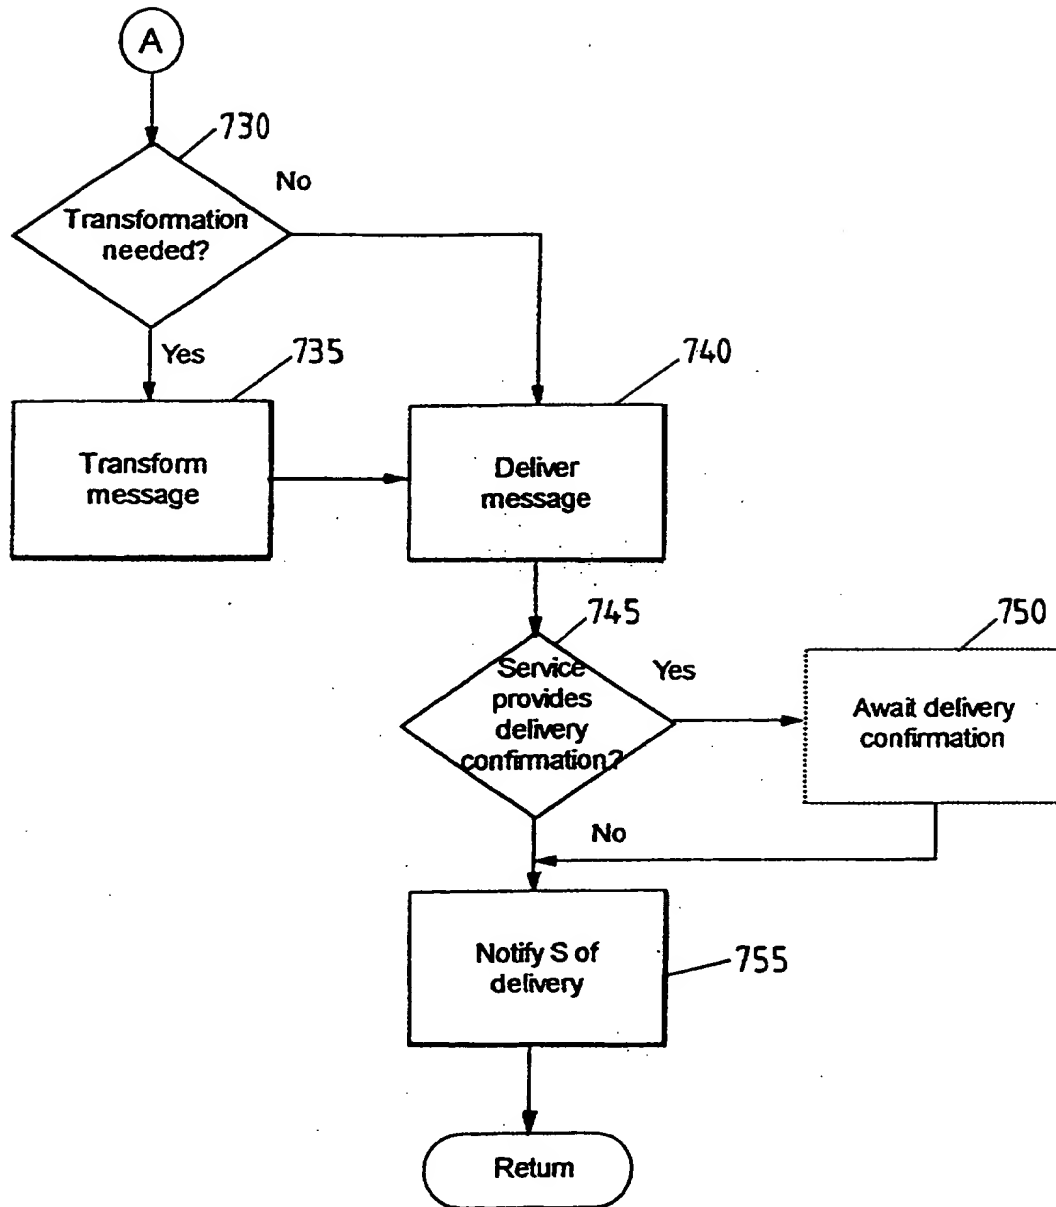 A
730
No
Transformation
needed?
Yes
735
740
Transform
message
Deliver
message
745
750
Service
provides
delivery
confirmation?
Yes
Await delivery
confirmation
No
Notify S of
delivery
755
Return